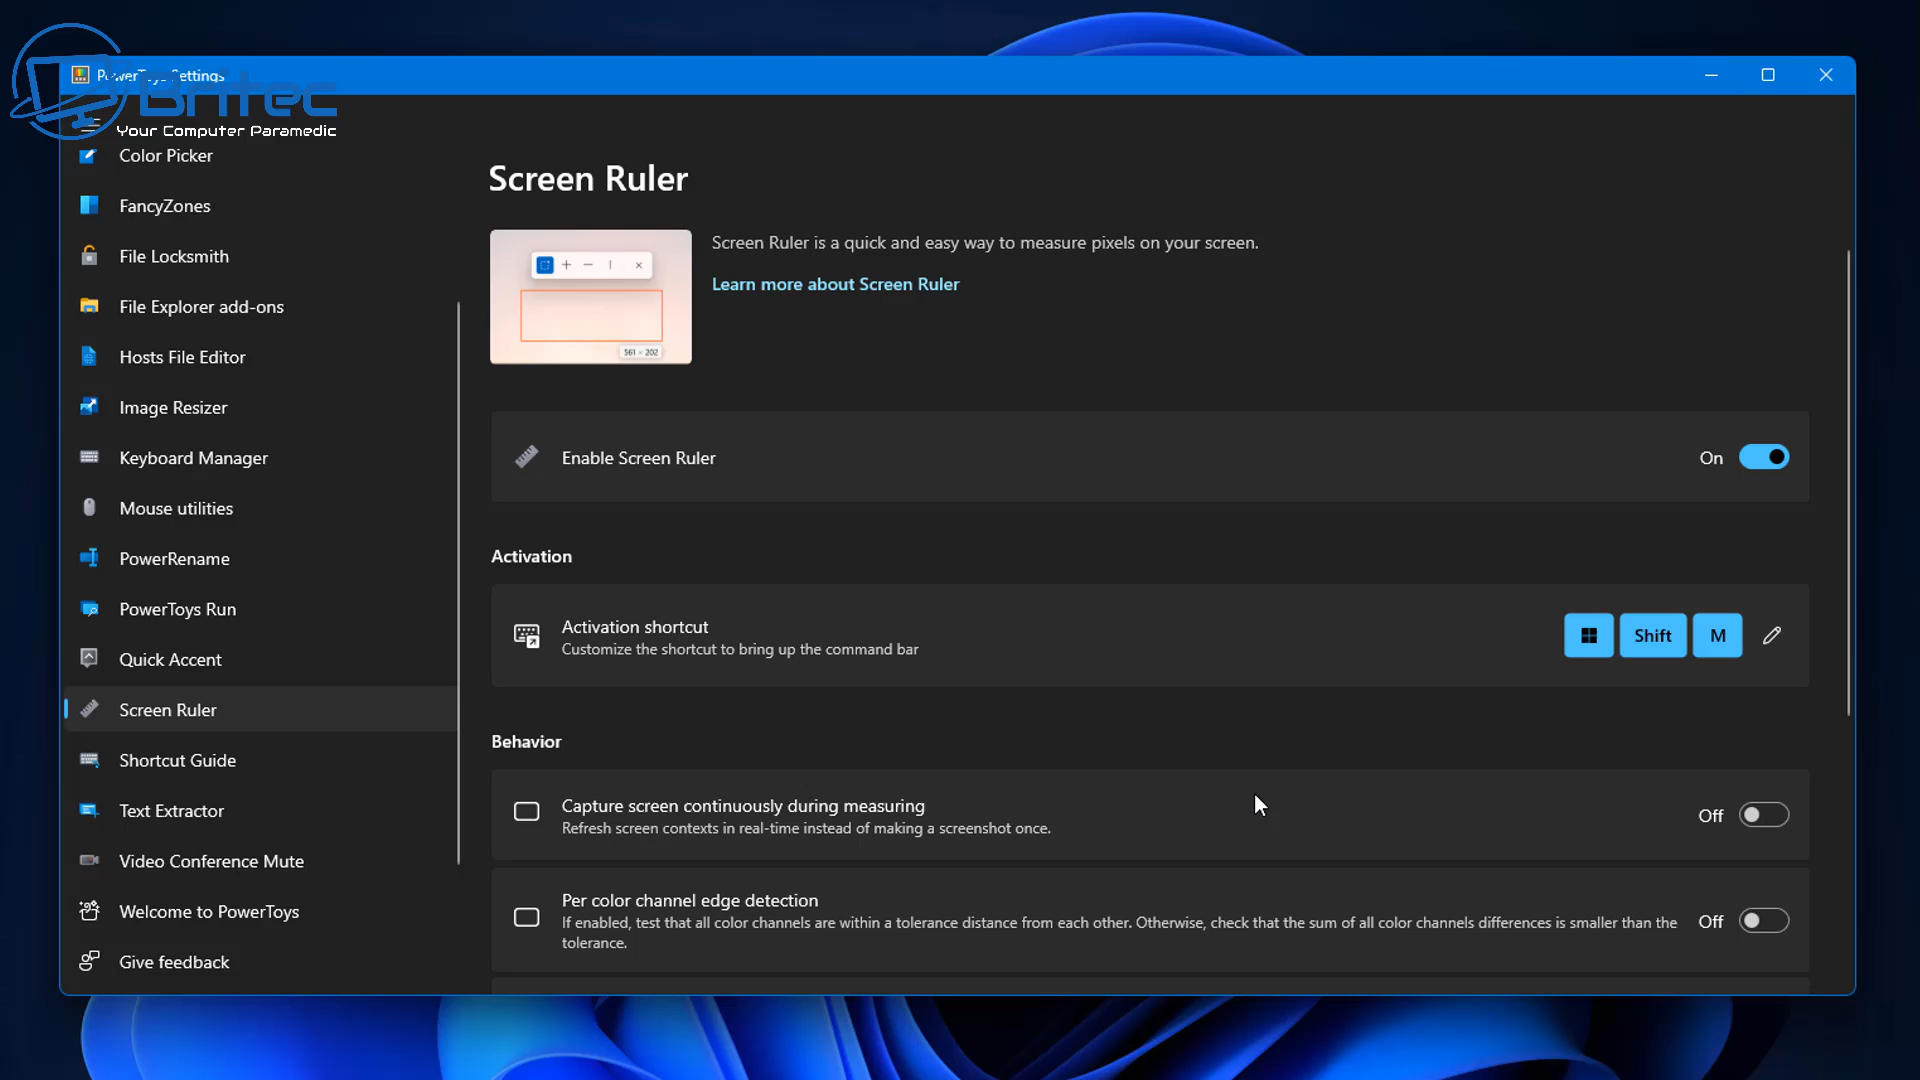 PowerToys Settings
Britec
Your Computer Paramedic
Color Picker
FancyZones
File Locksmith
File Explorer add-ons
Hosts File Editor
Image Resizer
Keyboard Manager
Mouse utilities
PowerRename
PowerToys Run
Quick Accent
Screen Ruler
Shortcut Guide
Text Extractor
Video Conference Mute
Welcome to PowerToys
Give feedback
Screen Ruler
561 × 202
Screen Ruler is a quick and easy way to measure pixels on your screen.
Learn more about Screen Ruler
Enable Screen Ruler
On
Activation
Activation shortcut
Customize the shortcut to bring up the command bar
Shift M
Behavior
Capture screen continuously during measuring
Refresh screen contexts in real-time instead of making a screenshot once.
Off
Per color channel edge detection
If enabled, test that all color channels are within a tolerance distance from each other. Otherwise, check that the sum of all color channels differences is smaller than the
tolerance.
Off